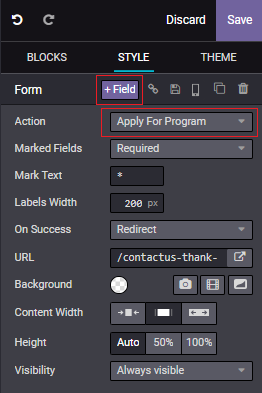 Discard Save
BLOCKS STYLE THEME
Form + Field
Action Apply For Program
Marked Fields Required
Mark Text *
Labels Width 200 px
On Success Redirect
URL /contactus-thank-
Background
Content Width
Height Auto 50% 100%
Visibility Always visible